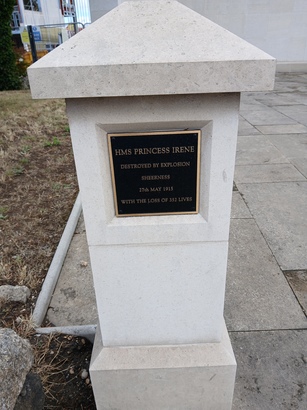 HMS PRINCESS IRENE
DESTROYED BY EXPLOSION
SHEERNESS
27th MAY 1915
WITH THE LOSS OF 352 LIVES